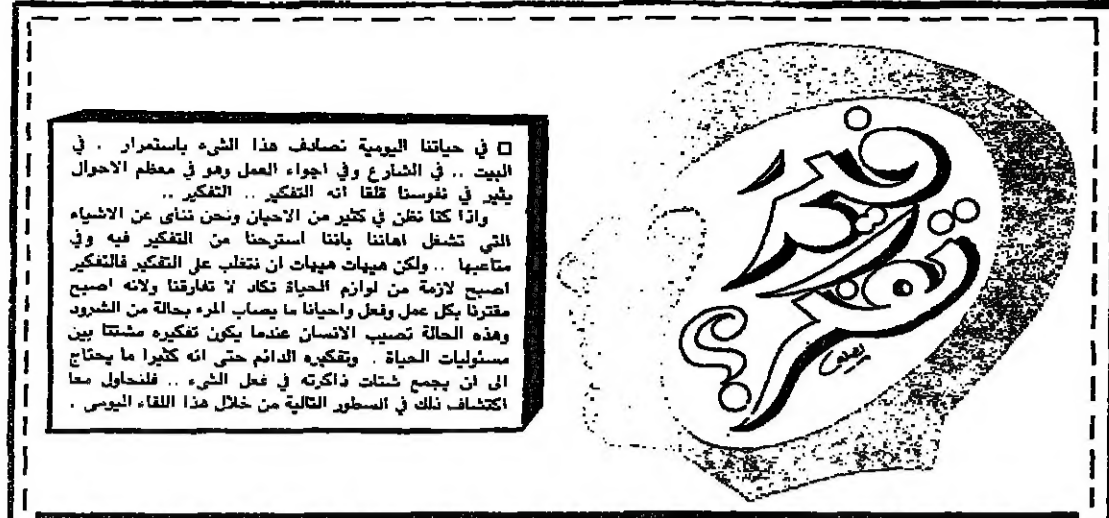 □ في حياتنا اليومية نصادف هذا الشيء باستمرار . في
البيت .. في الشارع وفي اجواء العمل وهو في معظم الاحوال
يثير في نفوسنا قلقا انه التفكير .. التفكير ..
واذا كنا نظن في كثير من الاحيان ونحن ننأى عن الاشياء
التي تشغل اهاننا باننا استرحنا من التفكير فيه وفي
متاعبها .. ولكن هيهات هيهات ان نتغلب على التفكير فالتفكير
اصبح لازمة من لوازم الحياة تكاد لا تفارقنا ولانه اصبح
مقترنا بكل عمل وفعل واحيانا ما يصاب المرء بحالة من الشرود
وهذه الحالة تصيب الانسان عندما يكون تفكيره مشتتا بين
مسئوليات الحياة . وتفكيره الدائم حتى انه كثيرا ما يحتاج
الى ان يجمع شتات ذاكرته في فعل الشيء .. فلنحاول معا
اكتشاف ذلك في السطور التالية من خلال هذا اللقاء اليومى .